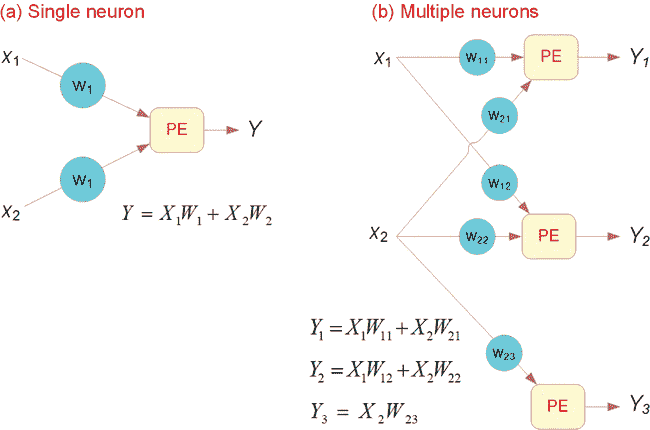 (a) Single neuron
x₁
W₁
PE
Y
W₁
x₂
Y = X₁W₁ + X₂W₂
(b) Multiple neurons
x₁
W₁₁
PE
Y₁
W₂₁
W₁₂
x₂
W₂₂
PE
Y₂
Y₁ = X₁W₁₁ + X₂W₂₁
Y₂ = X₁W₁₂ + X₂W₂₂
Y₃ = X₂W₂₃
W₂₃
PE
Y₃